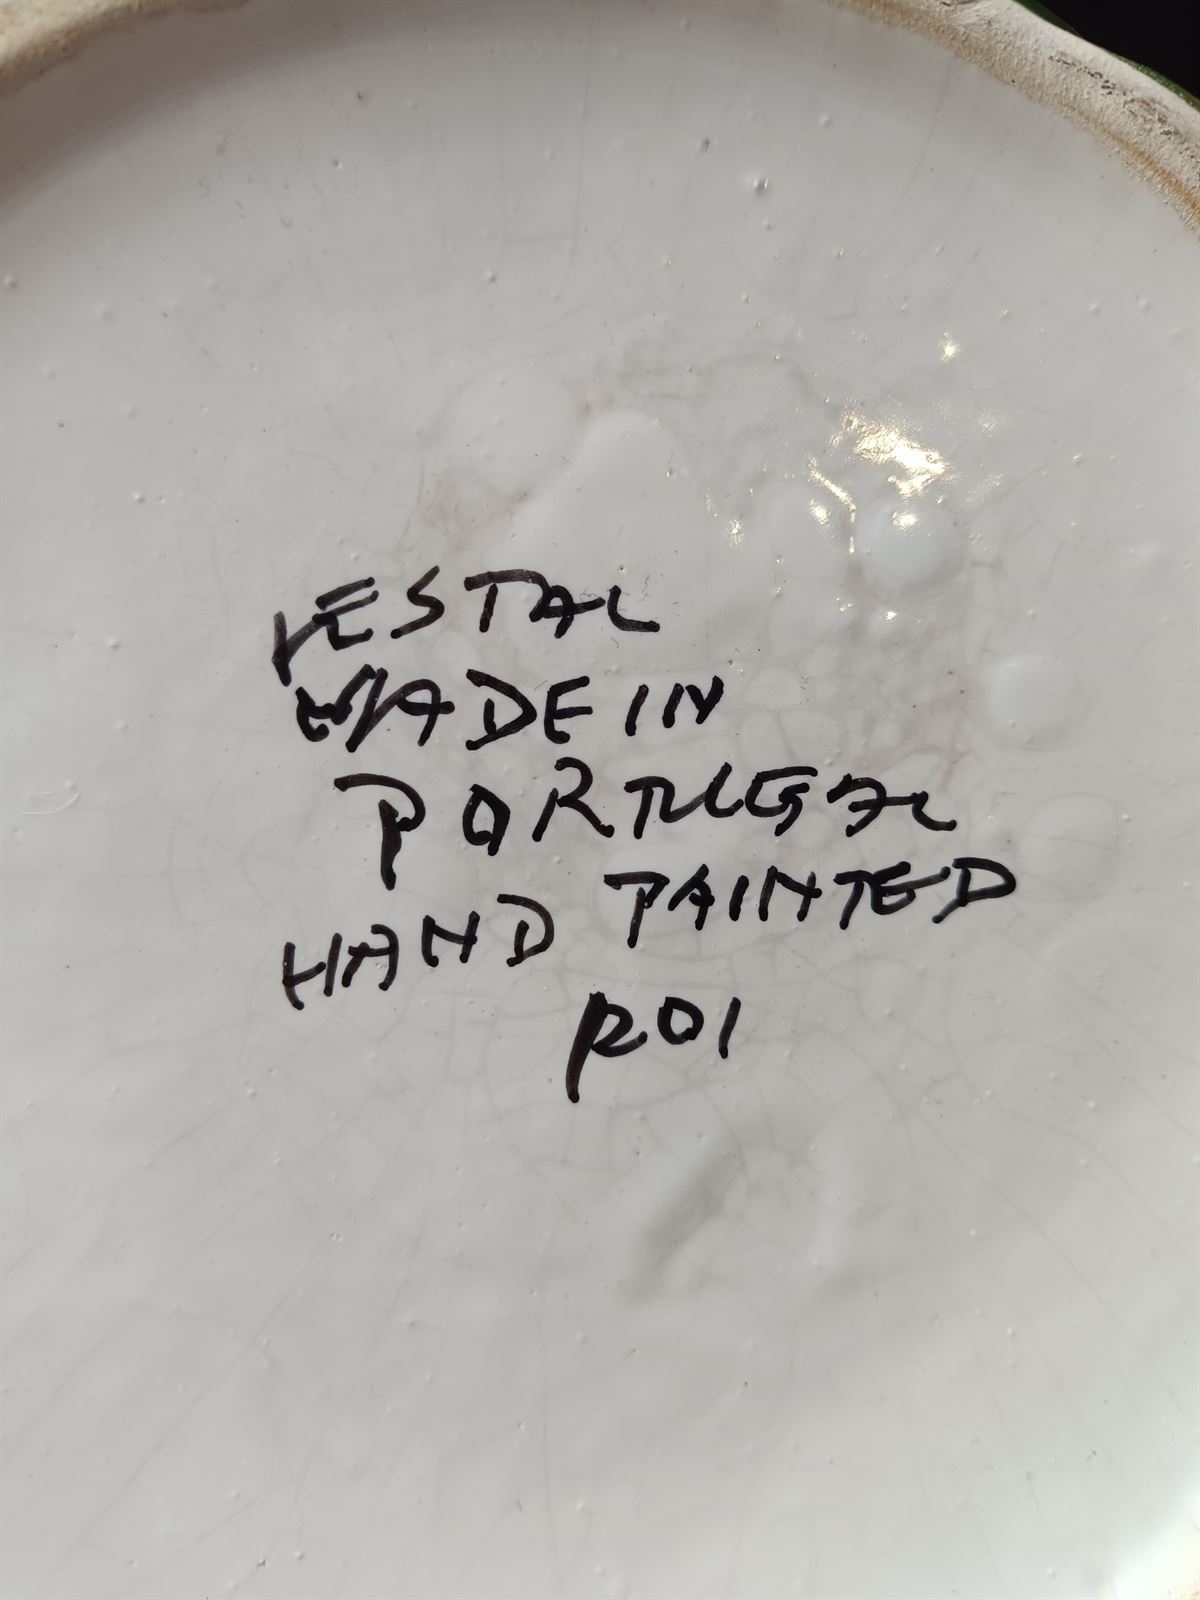 VESTAL
MADE IN
PORTUGAL
HAND PAINTED
R01